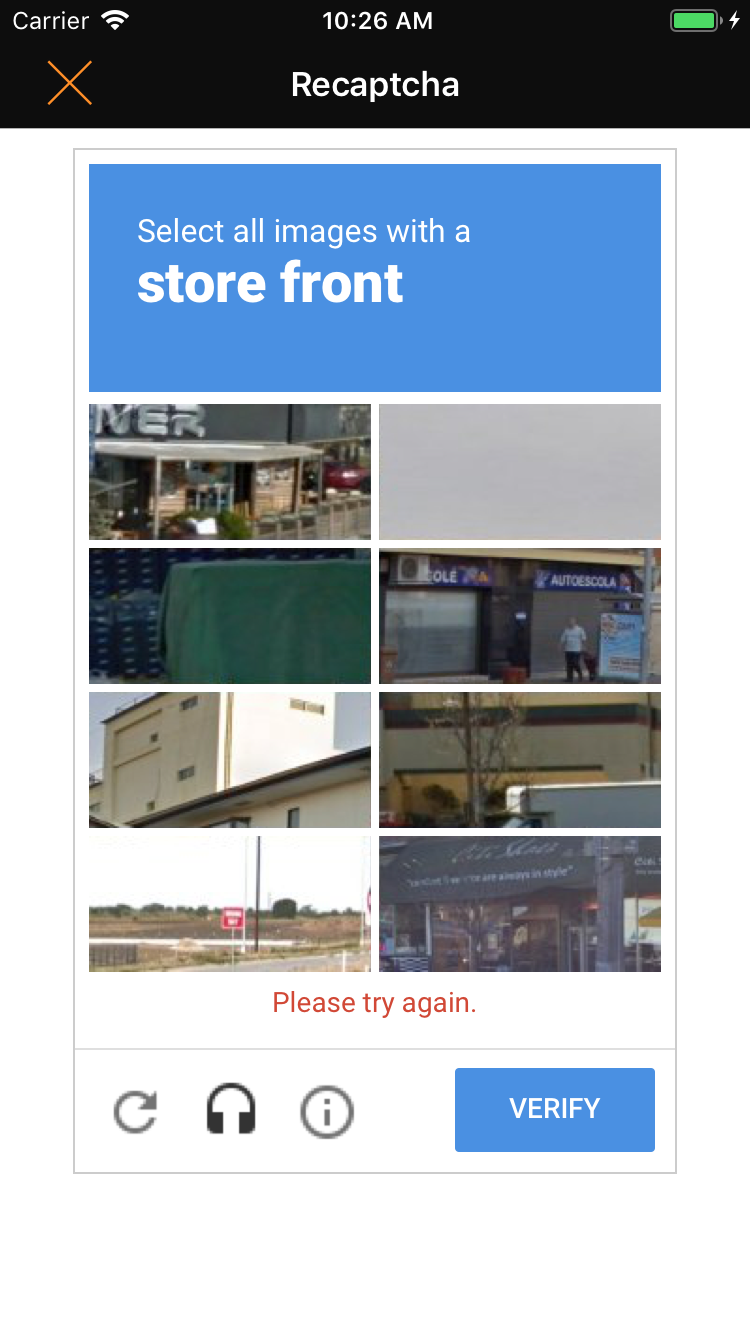 Carrier 10:26 AM
Recaptcha
Select all images with a
store front
NER
COLÉ
AUTOESCOLA
are always in style"
Please try again.
VERIFY